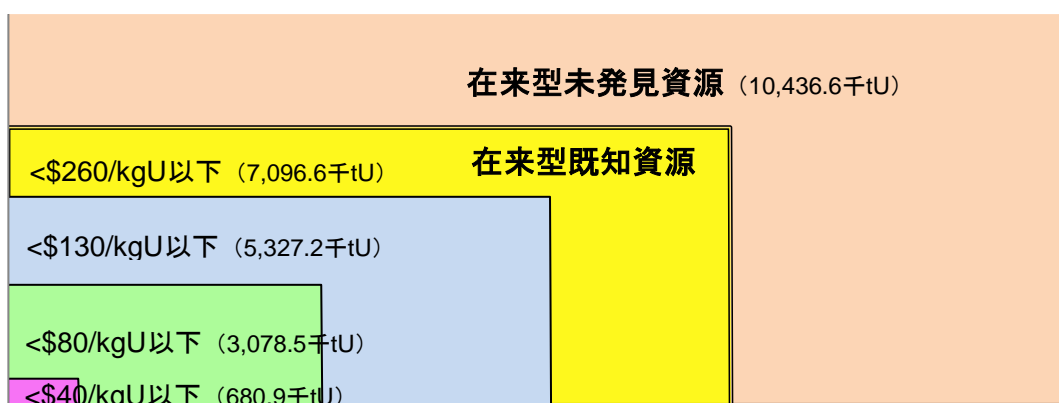 在来型未発見資源（10,436.6千tU）
在来型既知資源
<$260/kgU以下（7,096.6千tU）
<$130/kgU以下（5,327.2千tU）
<$80/kgU以下（3,078.5千tU）
<$40/kgU以下（680.9千tU）